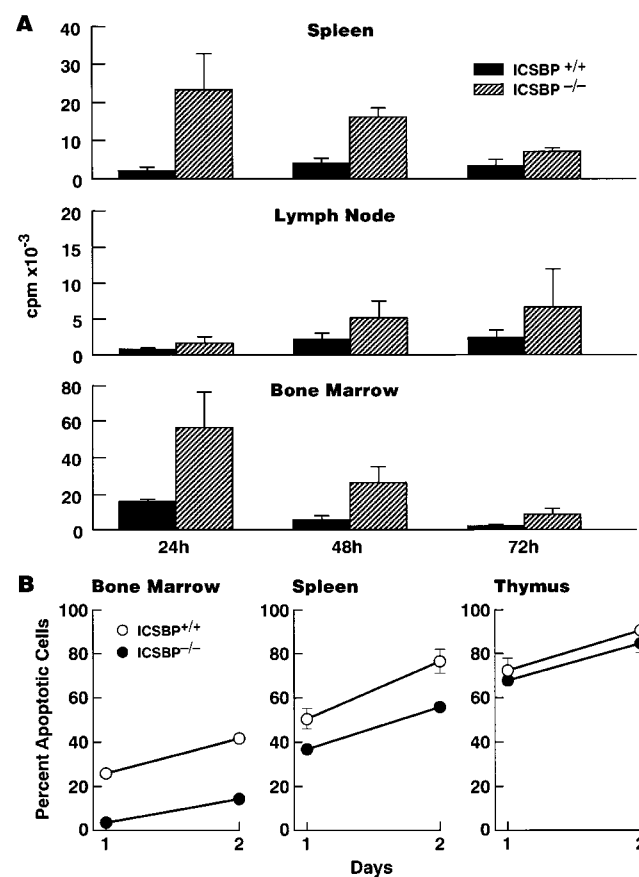 A
Spleen
40
30
20
10
0
ICSBP +/+
ICSBP -/-
Lymph Node
20
15
10
5
0
cpm x10-3
Bone Marrow
80
60
40
20
0
24h 48h 72h
B
Bone Marrow Spleen Thymus
100 100 100
80 80 80
60 60 60
40 40 40
20 20 20
0 0 0
ICSBP+/+
ICSBP-/-
Percent Apoptotic Cells
1 2 1 2 1 2
Days